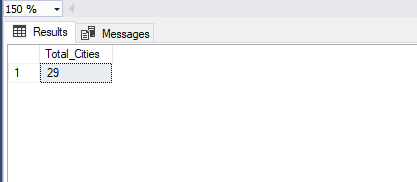 150 %
Results Messages
Total_Cities
1 29